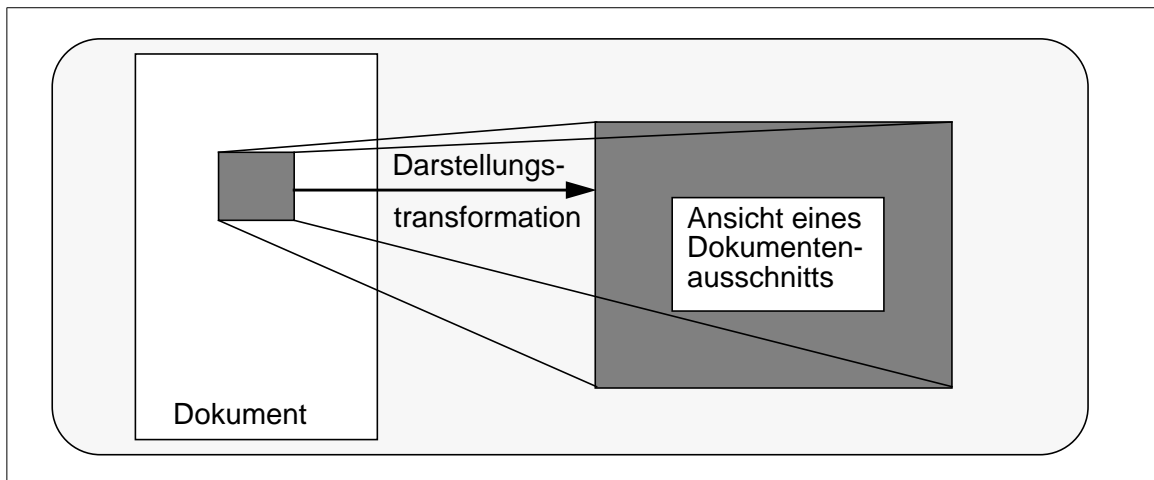 Darstellungs-
transformation
Ansicht eines
Dokumenten-
ausschnitts
Dokument